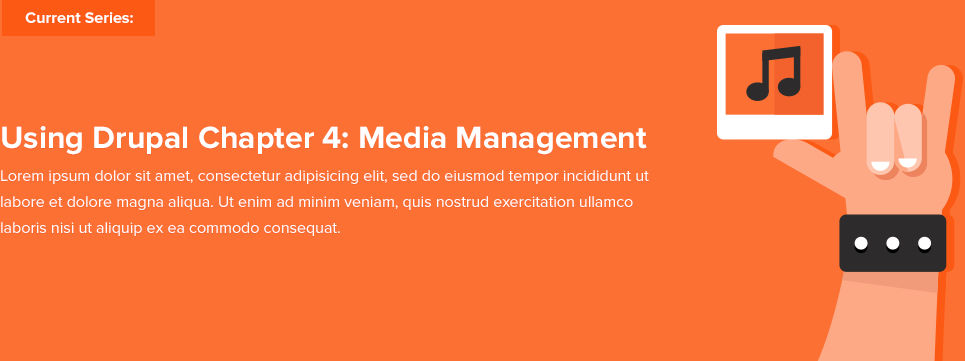 Current Series:
Using Drupal Chapter 4: Media Management
Lorem ipsum dolor sit amet, consectetur adipisicing elit, sed do eiusmod tempor incididunt ut
labore et dolore magna aliqua. Ut enim ad minim veniam, quis nostrud exercitation ullamco
laboris nisi ut aliquip ex ea commodo consequat.